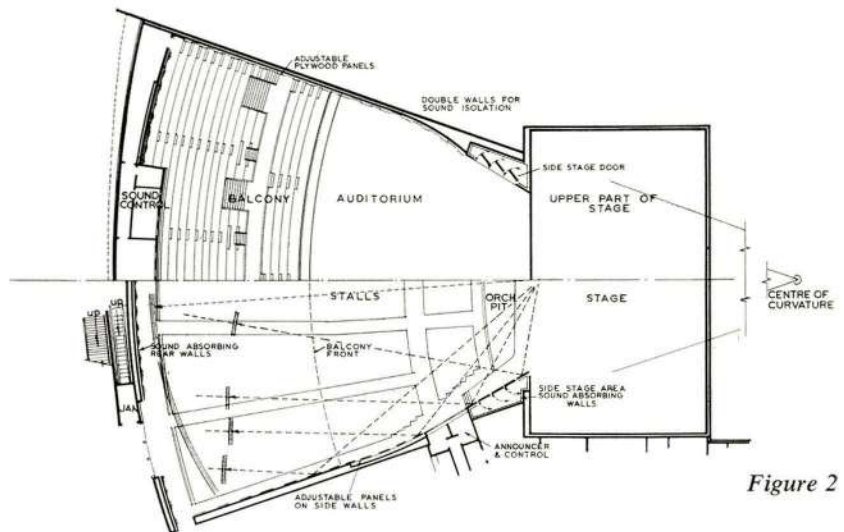 ADJUSTABLE
PLYWOOD PANELS
DOUBLE WALLS FOR
SOUND ISOLATION
SIDE STAGE DOOR
SOUND
CONTROL
BALCONY
AUDITORIUM
UPPER PART OF
STAGE
STALLS
ORCH
PIT
STAGE
CENTRE OF
CURVATURE
UP
UP
SOUND ABSORBING
REAR WALLS
BALCONY
FRONT
SIDE STAGE AREA
SOUND ABSORBING
WALLS
JAN
ANNOUNCER
& CONTROL
ADJUSTABLE PANELS
ON SIDE WALLS
Figure 2